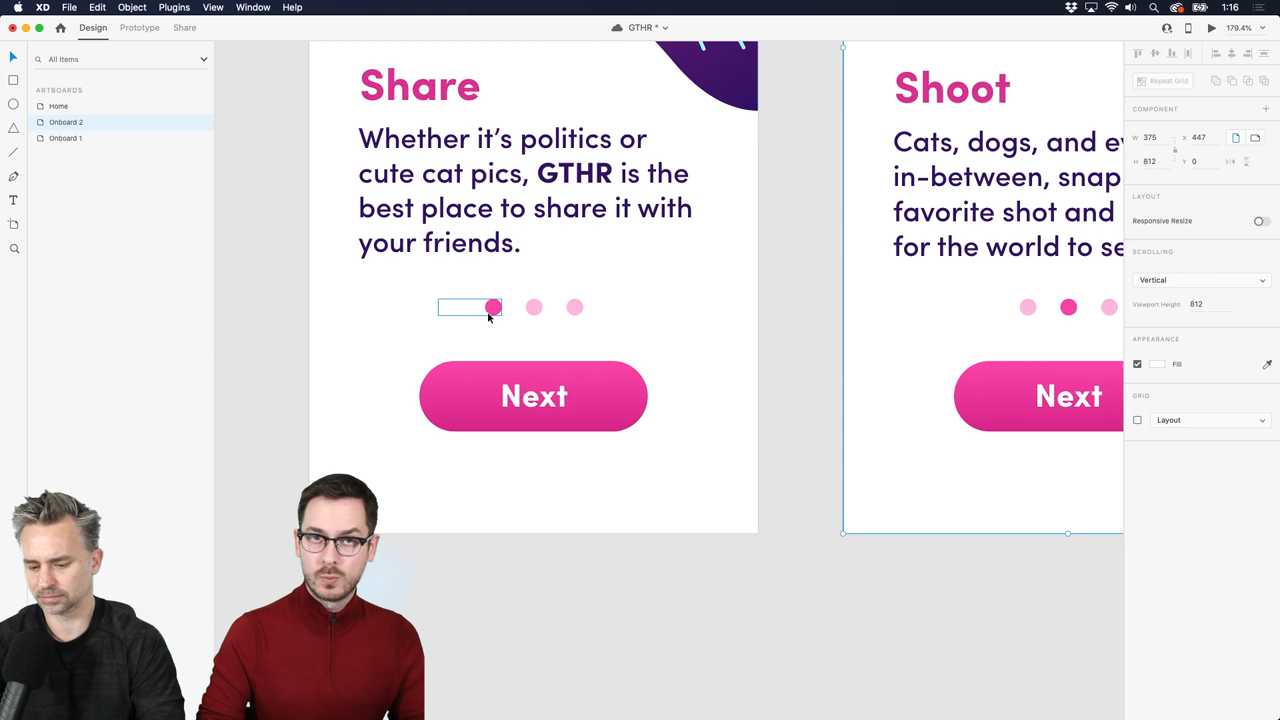 XD File Edit Object Plugins View Window Help 1:16
Design Prototype Share GTHR * 179.4%
All Items
ARTBOARDS
Home
Onboard 2
Onboard 1
Share
Whether it's politics or
cute cat pics, GTHR is the
best place to share it with
your friends.
Next
Shoot
Cats, dogs, and e
in-between, snap
favorite shot and
for the world to se
Next
Repeat Grid
COMPONENT
W 375 X 447
H 812 Y 0
LAYOUT
Responsive Resize
SCROLLING
Vertical
Viewport Height 812
APPEARANCE
Fill
GRID
Layout